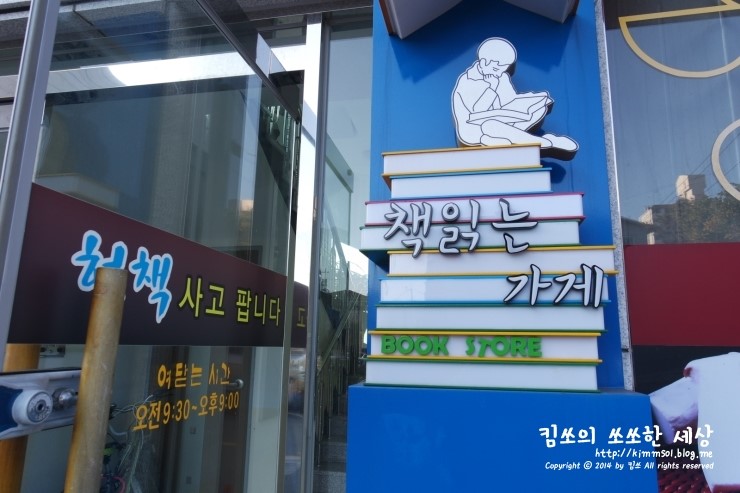 책읽는
가게
BOOK STORE
헌책 사고 팝니다 도
여닫는 시간
오전9:30~오후9:00
킴쏘의 쏘쏘한 세상
http://kimmsol.blog.me
Copyright © 2014 by 킴쏘 All rights reserved